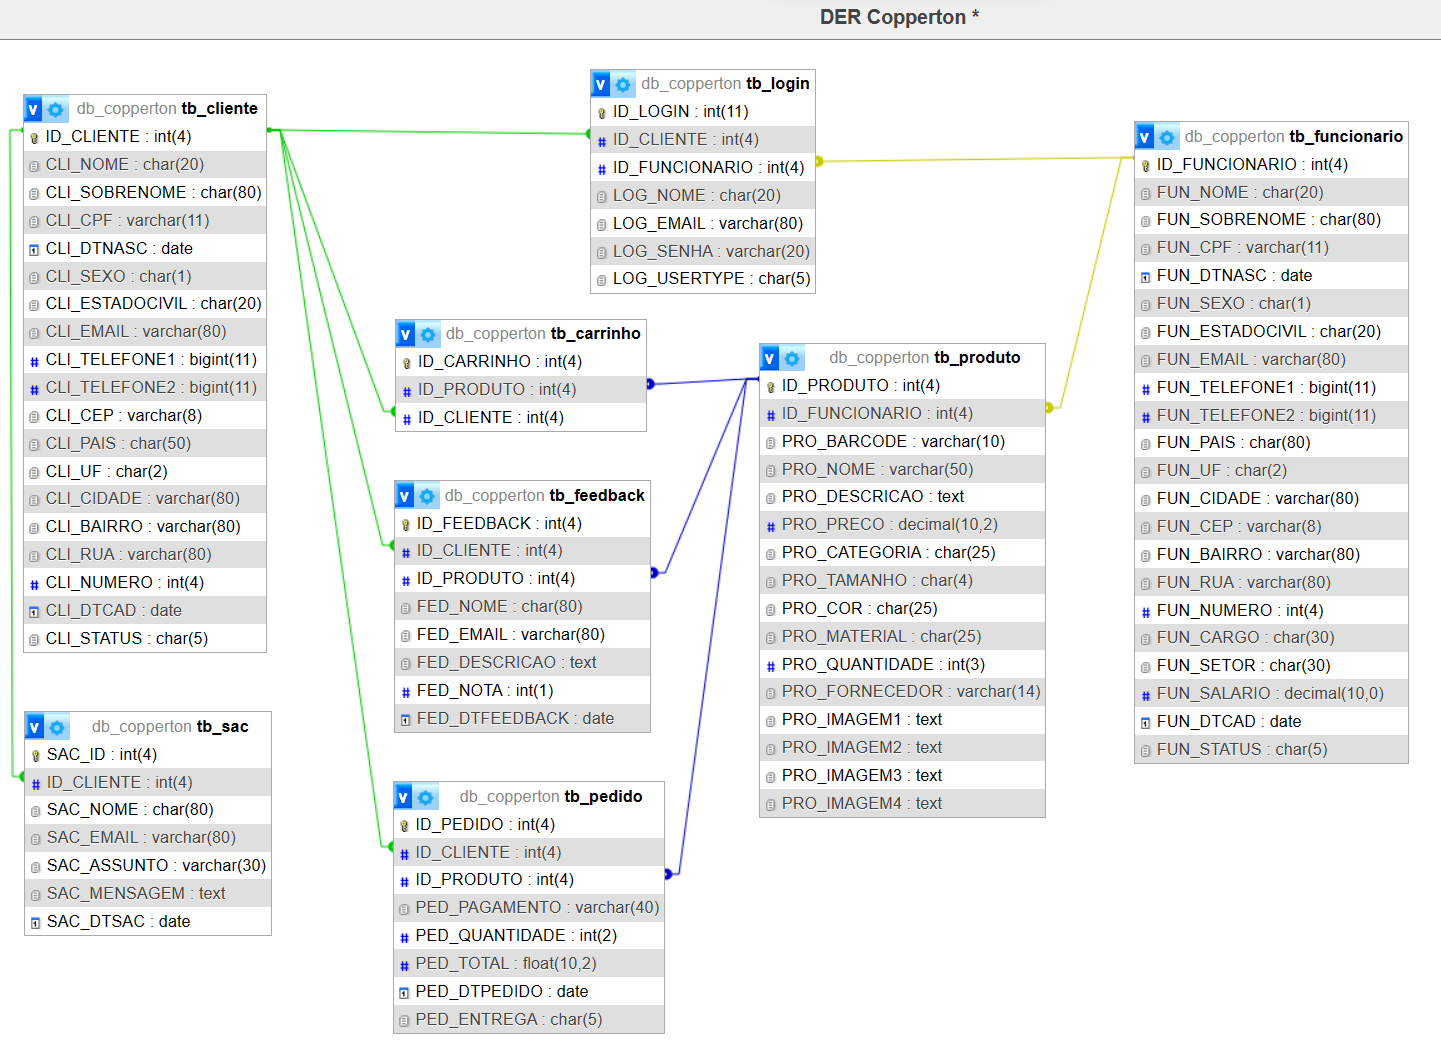 DER Copperton *
db_copperton tb_cliente
ID_CLIENTE : int(4)
CLI_NOME : char(20)
CLI_SOBRENOME : char(80)
CLI_CPF : varchar(11)
CLI_DTNASC : date
CLI_SEXO : char(1)
CLI_ESTADOCIVIL : char(20)
CLI_EMAIL : varchar(80)
CLI_TELEFONE1 : bigint(11)
CLI_TELEFONE2 : bigint(11)
CLI_CEP : varchar(8)
CLI_PAIS : char(50)
CLI_UF : char(2)
CLI_CIDADE : varchar(80)
CLI_BAIRRO : varchar(80)
CLI_RUA : varchar(80)
CLI_NUMERO : int(4)
CLI_DTCAD : date
CLI_STATUS : char(5)
db_copperton tb_sac
SAC_ID : int(4)
ID_CLIENTE : int(4)
SAC_NOME : char(80)
SAC_EMAIL : varchar(80)
SAC_ASSUNTO : varchar(30)
SAC_MENSAGEM : text
SAC_DTSAC : date
db_copperton tb_login
ID_LOGIN : int(11)
ID_CLIENTE : int(4)
ID_FUNCIONARIO : int(4)
LOG_NOME : char(20)
LOG_EMAIL : varchar(80)
LOG_SENHA : varchar(20)
LOG_USERTYPE : char(5)
db_copperton tb_carrinho
ID_CARRINHO : int(4)
ID_PRODUTO : int(4)
ID_CLIENTE : int(4)
db_copperton tb_feedback
ID_FEEDBACK : int(4)
ID_CLIENTE : int(4)
ID_PRODUTO : int(4)
FED_NOME : char(80)
FED_EMAIL : varchar(80)
FED_DESCRICAO : text
FED_NOTA : int(1)
FED_DTFEEDBACK : date
db_copperton tb_pedido
ID_PEDIDO : int(4)
ID_CLIENTE : int(4)
ID_PRODUTO : int(4)
PED_PAGAMENTO : varchar(40)
PED_QUANTIDADE : int(2)
PED_TOTAL : float(10,2)
PED_DTPEDIDO : date
PED_ENTREGA : char(5)
db_copperton tb_produto
ID_PRODUTO : int(4)
ID_FUNCIONARIO : int(4)
PRO_BARCODE : varchar(10)
PRO_NOME : varchar(50)
PRO_DESCRICAO : text
PRO_PRECO : decimal(10,2)
PRO_CATEGORIA : char(25)
PRO_TAMANHO : char(4)
PRO_COR : char(25)
PRO_MATERIAL : char(25)
PRO_QUANTIDADE : int(3)
PRO_FORNECEDOR : varchar(14)
PRO_IMAGEM1 : text
PRO_IMAGEM2 : text
PRO_IMAGEM3 : text
PRO_IMAGEM4 : text
db_copperton tb_funcionario
ID_FUNCIONARIO : int(4)
FUN_NOME : char(20)
FUN_SOBRENOME : char(80)
FUN_CPF : varchar(11)
FUN_DTNASC : date
FUN_SEXO : char(1)
FUN_ESTADOCIVIL : char(20)
FUN_EMAIL : varchar(80)
FUN_TELEFONE1 : bigint(11)
FUN_TELEFONE2 : bigint(11)
FUN_PAIS : char(80)
FUN_UF : char(2)
FUN_CIDADE : varchar(80)
FUN_CEP : varchar(8)
FUN_BAIRRO : varchar(80)
FUN_RUA : varchar(80)
FUN_NUMERO : int(4)
FUN_CARGO : char(30)
FUN_SETOR : char(30)
FUN_SALARIO : decimal(10,0)
FUN_DTCAD : date
FUN_STATUS : char(5)